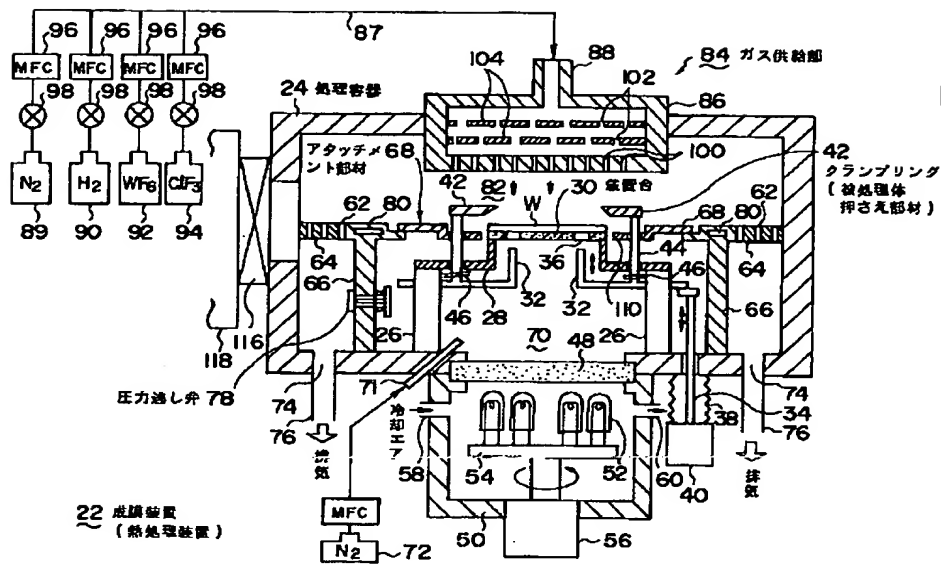 96 96 96 96
MFC MFC MFC MFC
98 98 98 98
N2 H2 WF6 ClF3
89 90 92 94
87
88
84 ガス供給部
24 処理容器
104 102
86
100
アタッチメント部材 68
42 82 W 30 載置台
42
クランプリング
(被処理体
押さえ部材)
62 80
36
44 68 80 62
64
66
46 28 32 32 110 46
64
66
26 26
70 48
118 116
圧力逃し弁 78
74
76
排気
71
冷却エア
58
54 52
60
38 34
40
74
76
排気
22 成膜装置
(熱処理装置)
MFC
N2 72
50 56